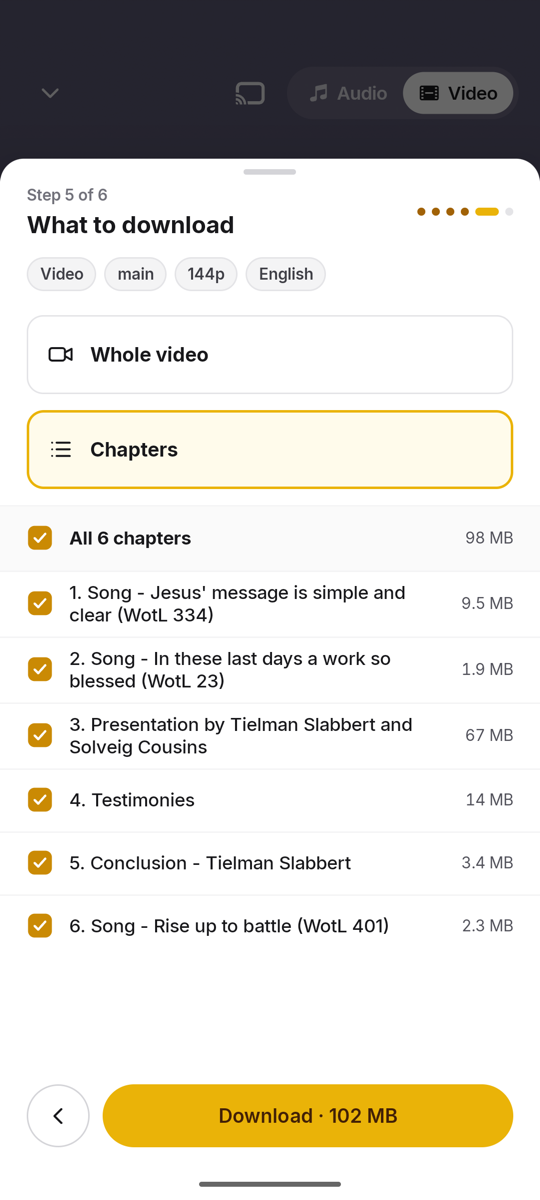 Audio
Video
Step 5 of 6
What to download
Video
main
144p
English
Whole video
Chapters
All 6 chapters
98 MB
1. Song - Jesus' message is simple and
clear (WotL 334)
9.5 MB
2. Song - In these last days a work so
blessed (WotL 23)
1.9 MB
3. Presentation by Tielman Slabbert and
Solveig Cousins
67 MB
4. Testimonies
14 MB
5. Conclusion - Tielman Slabbert
3.4 MB
6. Song - Rise up to battle (WotL 401)
2.3 MB
Download · 102 MB